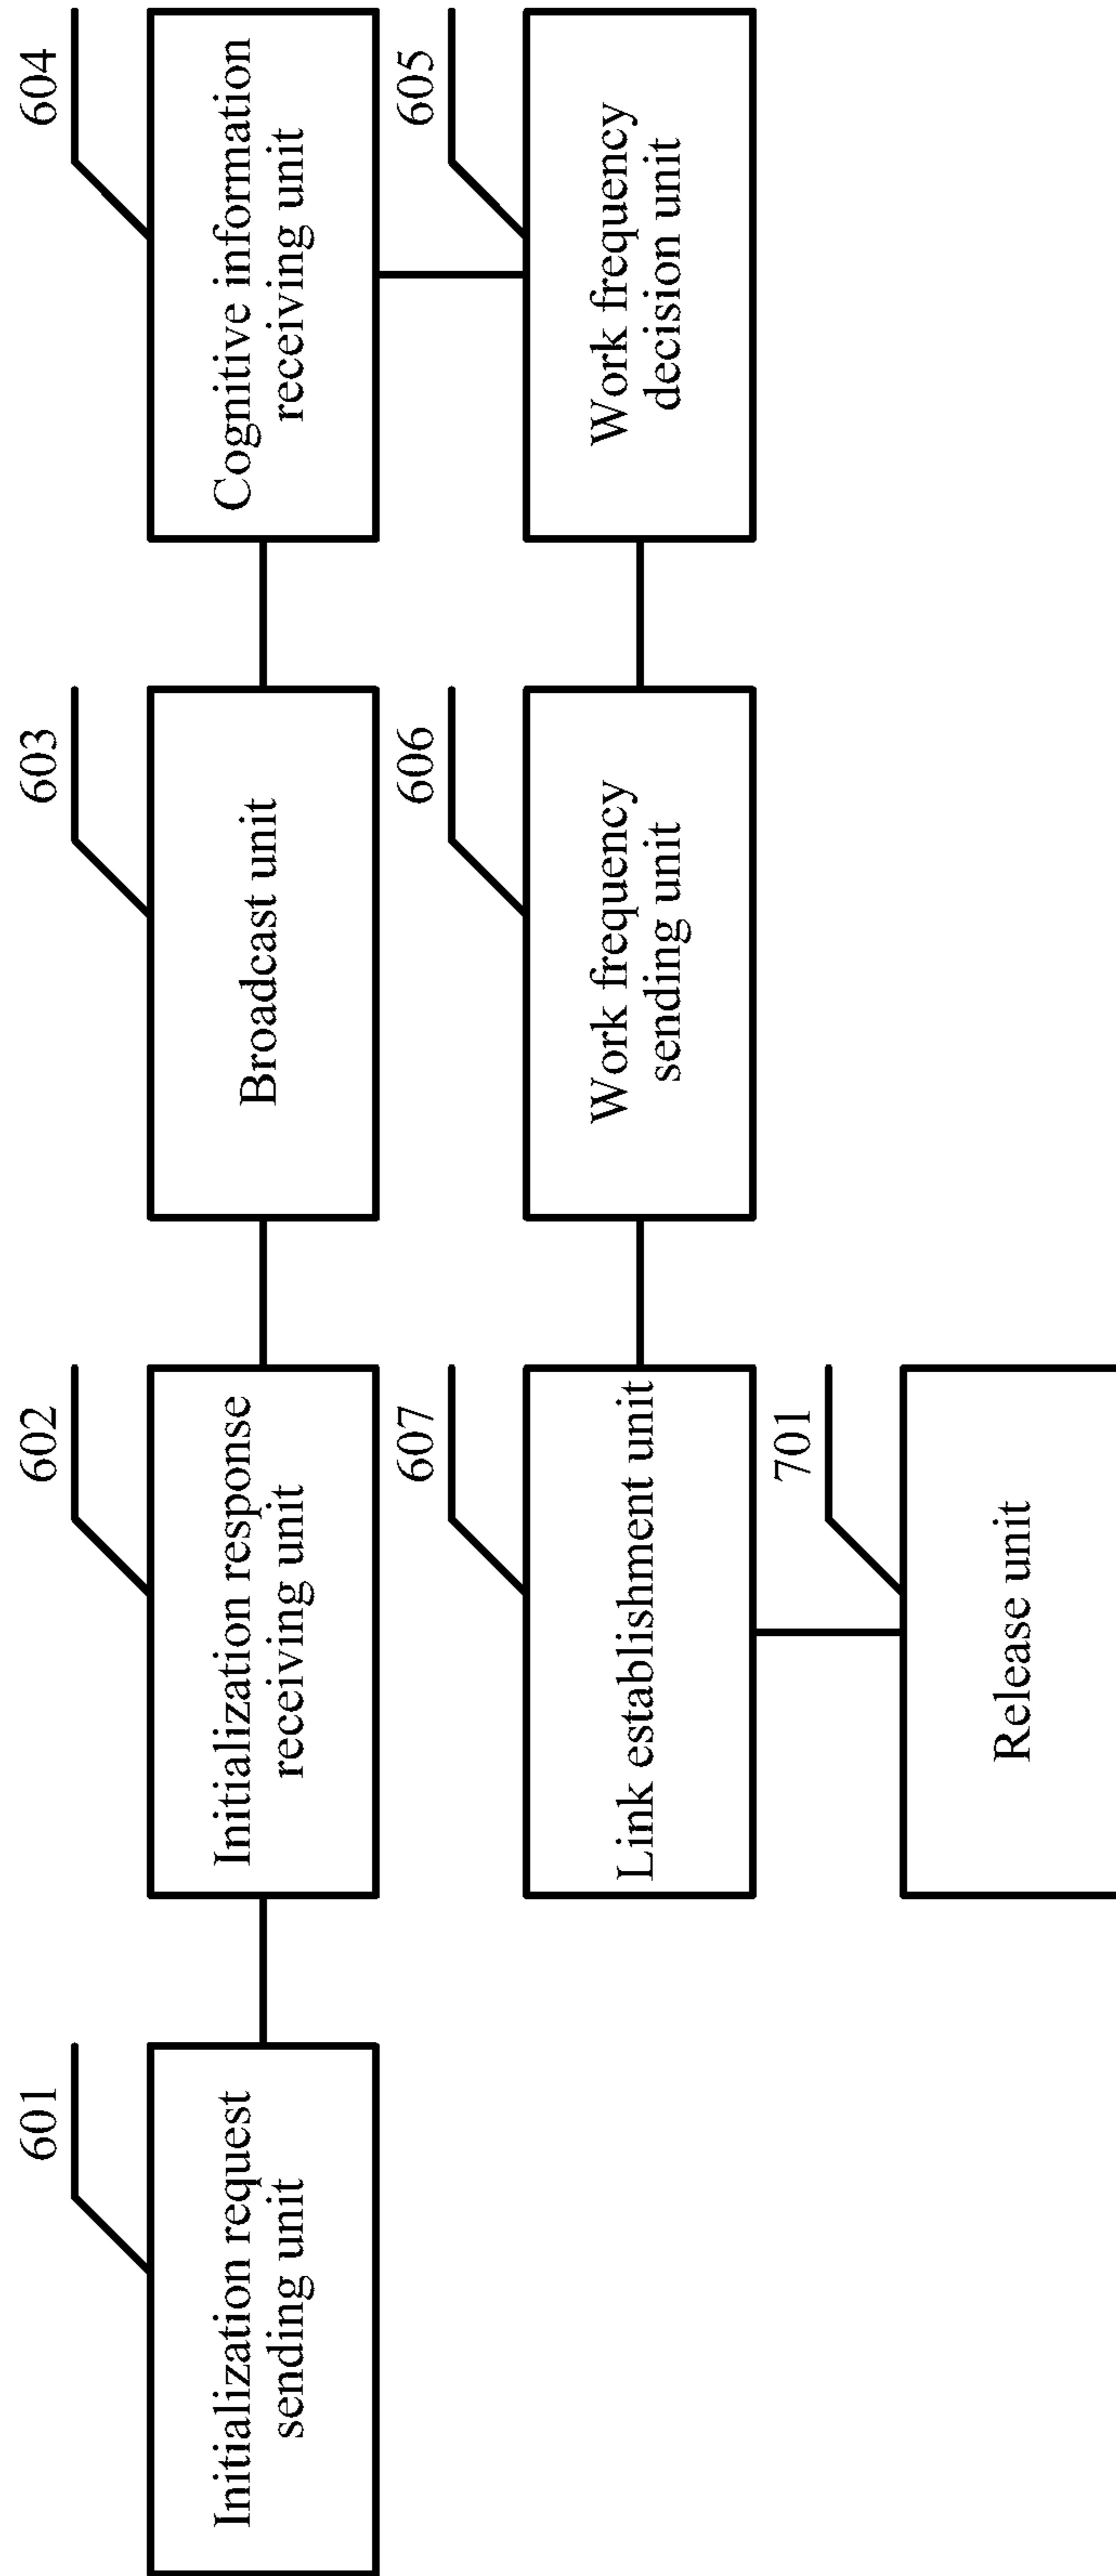 601
Initialization request
sending unit
602
Initialization response
receiving unit
603
Broadcast unit
604
Cognitive information
receiving unit
607
Link establishment unit
606
Work frequency
sending unit
605
Work frequency
decision unit
701
Release unit